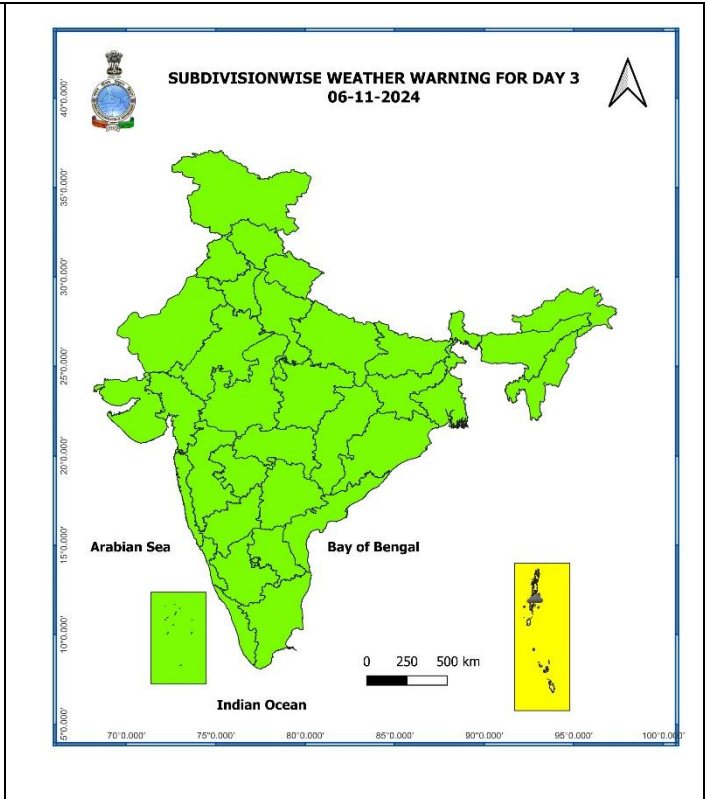 SUBDIVISIONWISE WEATHER WARNING FOR DAY 3
06-11-2024
40°0.000'
35°0.000'
30°0.000'
25°0.000'
20°0.000'
15°0.000'
10°0.000'
5°0.000'
Arabian Sea
Bay of Bengal
0 250 500 km
Indian Ocean
70°0.000' 75°0.000' 80°0.000' 85°0.000' 90°0.000' 95°0.000' 100°0.000'